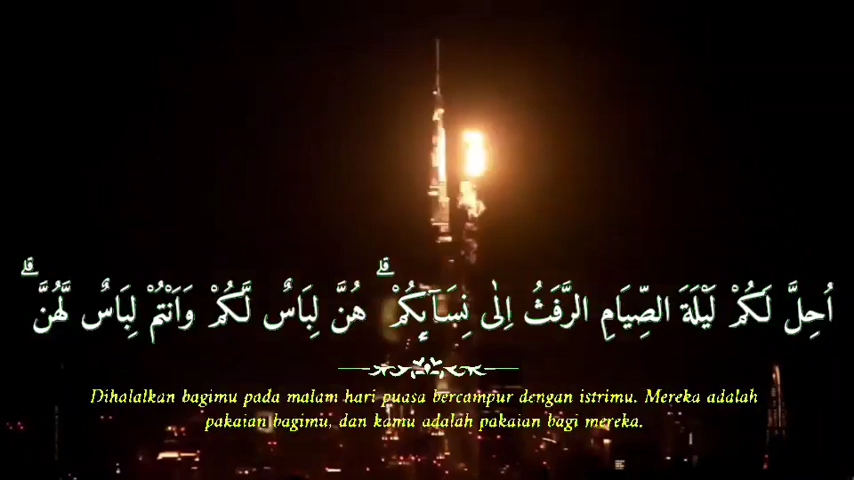 اُحِلَّ لَكُمْ لَيْلَةَ الصِّيَامِ الرَّفَثُ اِلٰى نِسَاۤىِٕكُمْ ۗ هُنَّ لِبَاسٌ لَّكُمْ وَاَنْتُمْ لِبَاسٌ لَّهُنَّ ۗ
Dihalalkan bagimu pada malam hari puasa bercampur dengan istrimu. Mereka adalah
pakaian bagimu, dan kamu adalah pakaian bagi mereka.